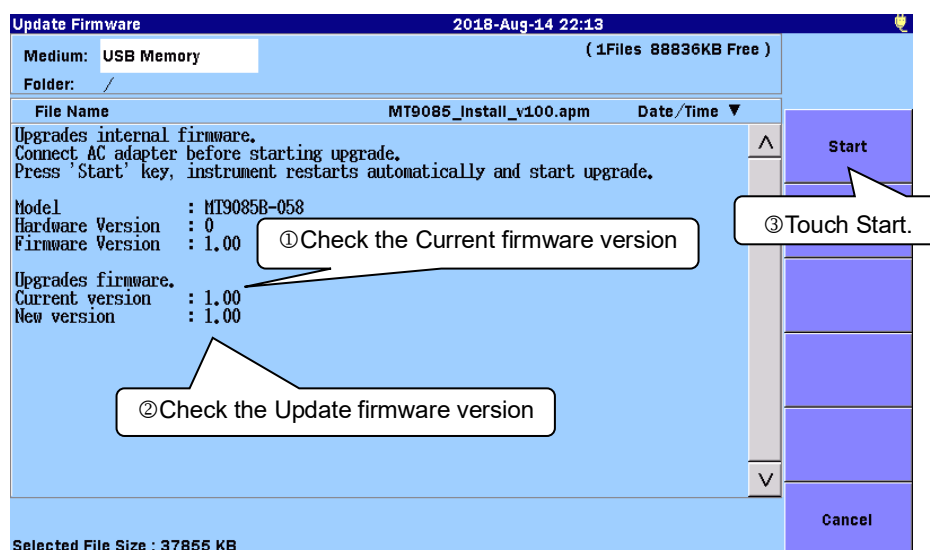 Update Firmware 2018-Aug-14 22:13
Medium: USB Memory (1Files 88836KB Free)
Folder: /
File Name MT9085_Install_v100.apm Date/Time ▼
Upgrades internal firmware.
Connect AC adapter before starting upgrade.
Press 'Start' key, instrument restarts automatically and start upgrade.
Start
Model : MT9085B-058
Hardware Version : 0
Firmware Version : 1.00
①Check the Current firmware version
③Touch Start.
Upgrades firmware.
Current version : 1.00
New version : 1.00
②Check the Update firmware version
Cancel
Selected File Size : 37855 KB